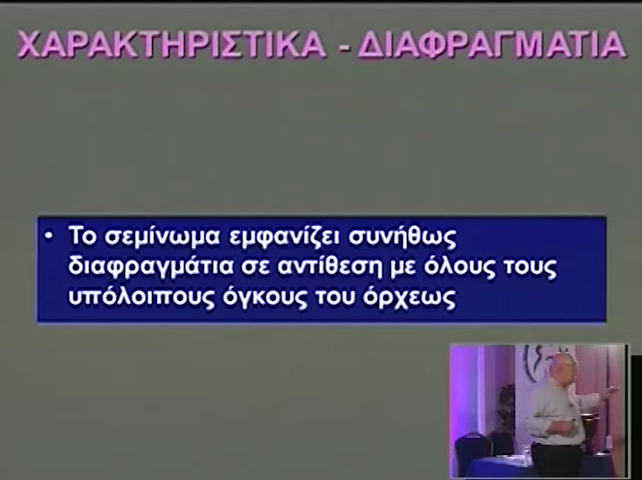 ΧΑΡΑΚΤΗΡΙΣΤΙΚΑ - ΔΙΑΦΡΑΓΜΑΤΙΑ
• Το σεμίνωμα εμφανίζει συνήθως
διαφραγμάτια σε αντίθεση με όλους τους
υπόλοιπους όγκους του όρχεως